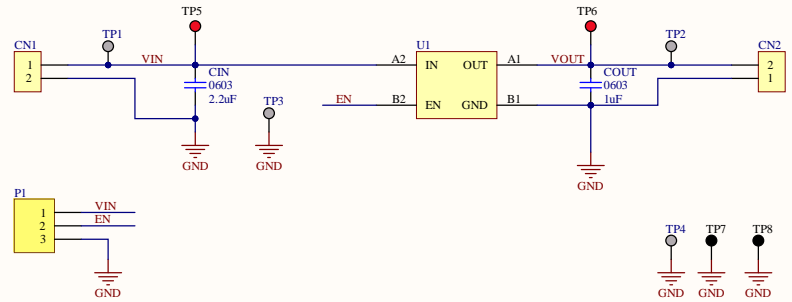 TP5
TP6
CN1
TP1
U1
TP2
CN2
1
VIN
A2
IN
OUT
A1
VOUT
2
2
CIN
COUT
1
0603
0603
2.2uF
TP3
EN
B2
EN
GND
B1
1uF
GND
GND
GND
P1
1
VIN
2
EN
3
TP4
TP7
TP8
GND
GND
GND
GND